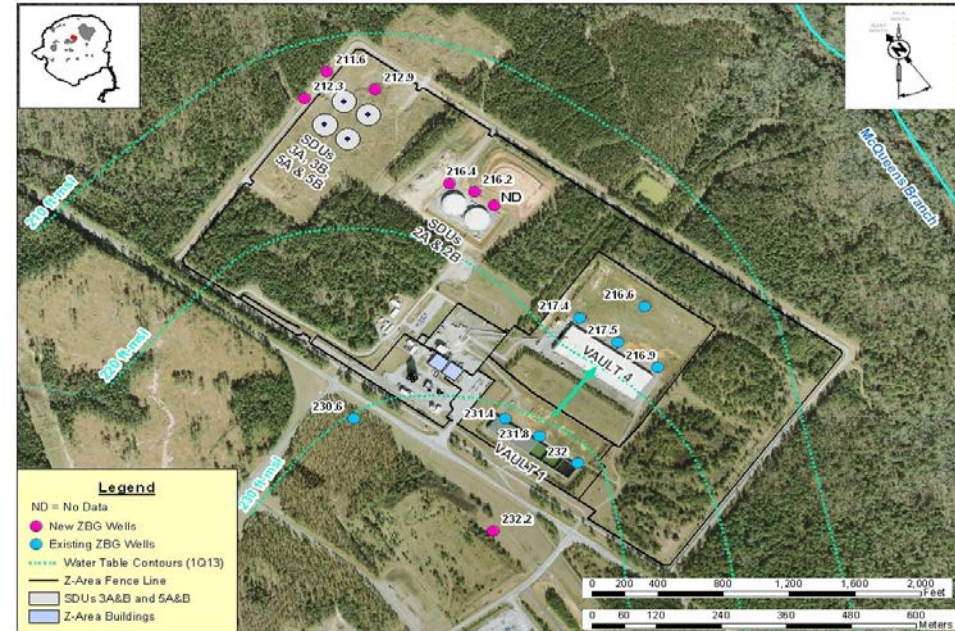 TRUE
NORTH
PLANT
NORTH
N
McQueens Branch
211.6
212.9
212.3
SDUs
3A, 3B,
5A & 5B
210 ft-msl
216.4
216.2
ND
SDUs
2A & 2B
220 ft-msl
217.4
216.6
217.5
216.9
VAULT 4
230.6
231.4
231.8
232
VAULT 1
230 ft-msl
232.2
Legend
ND = No Data
New ZBG Wells
Existing ZBG Wells
Water Table Contours (1Q13)
Z-Area Fence Line
SDUs 3A&B and 5A&B
Z-Area Buildings
0 200 400 800 1,200 1,600 2,000
Feet
0 60 120 240 360 480 600
Meters